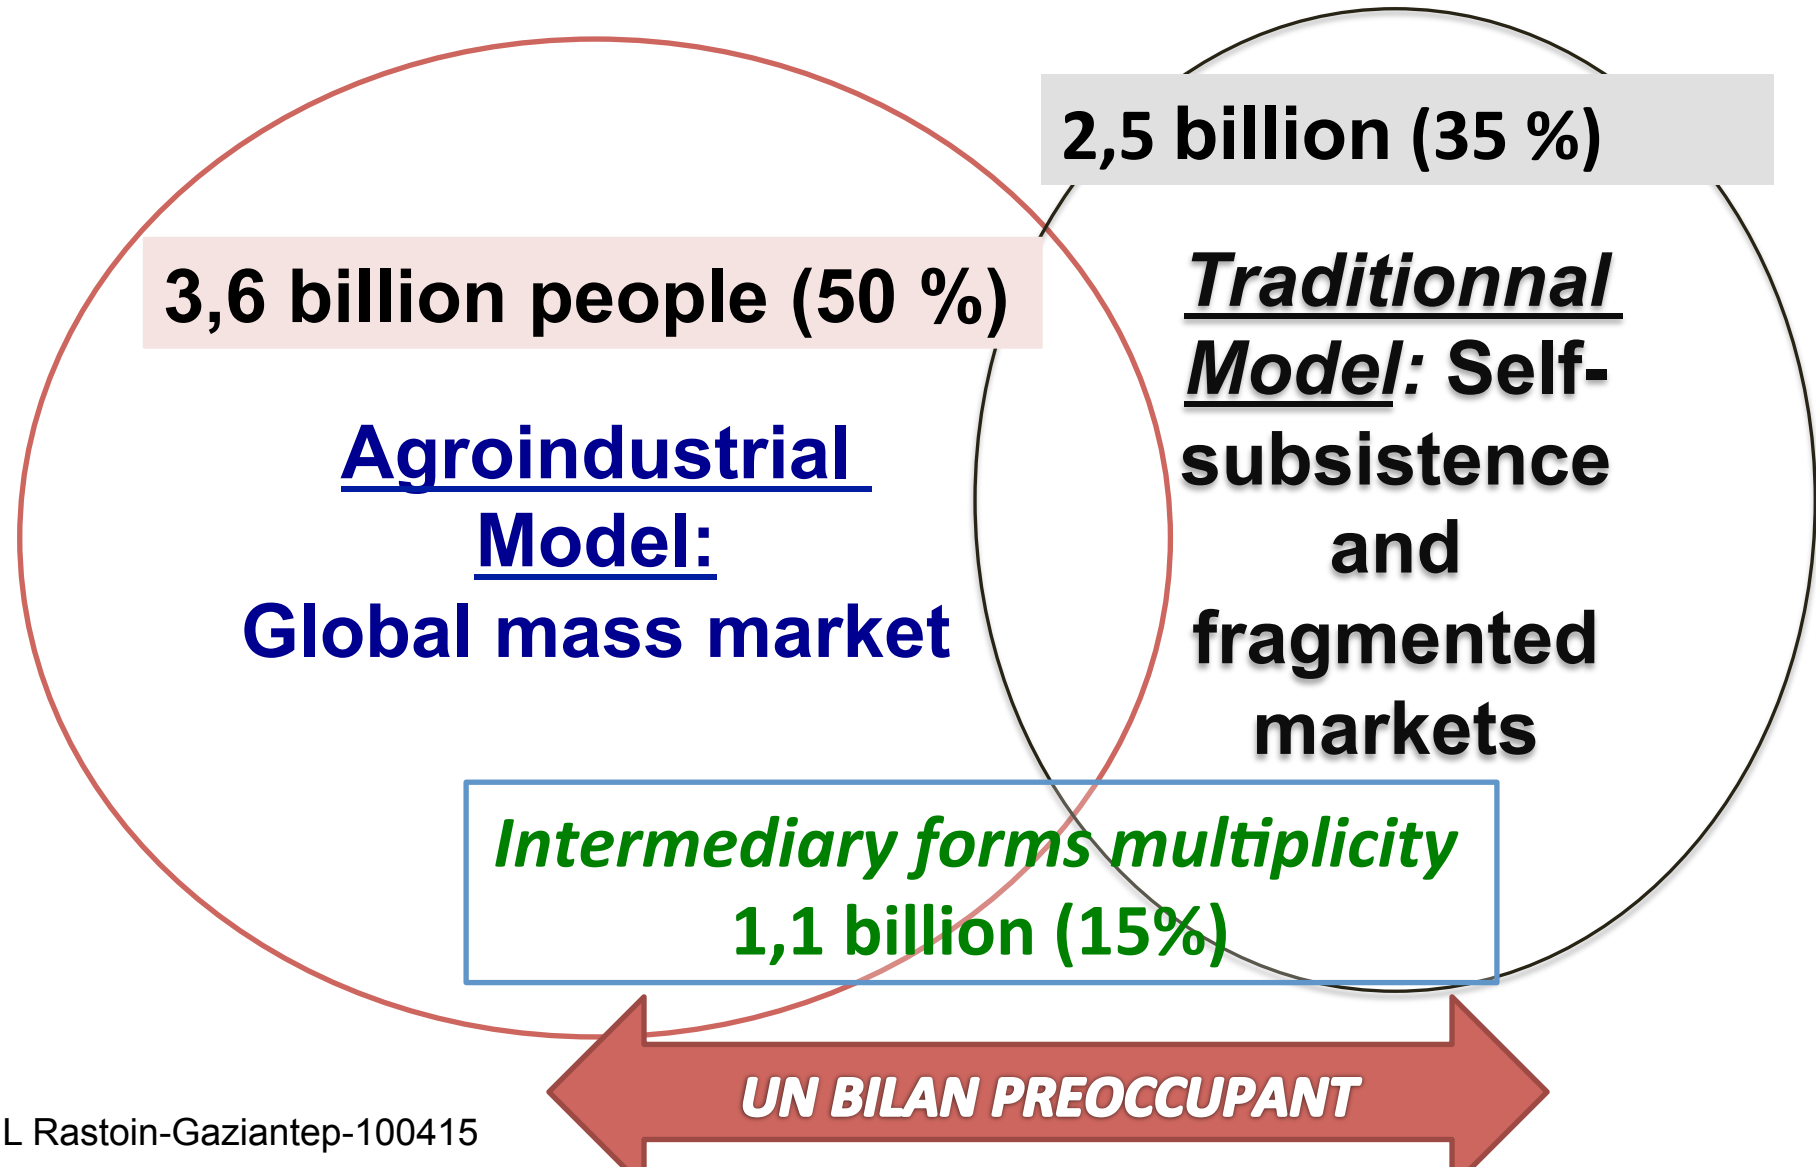 2,5 billion (35 %)
3,6 billion people (50 %)
Traditionnal
Model: Self-
subsistence
and
fragmented
markets
Agroindustrial
Model:
Global mass market
Intermediary forms multiplicity
1,1 billion (15%)
UN BILAN PREOCCUPANT
L Rastoin-Gaziantep-100415